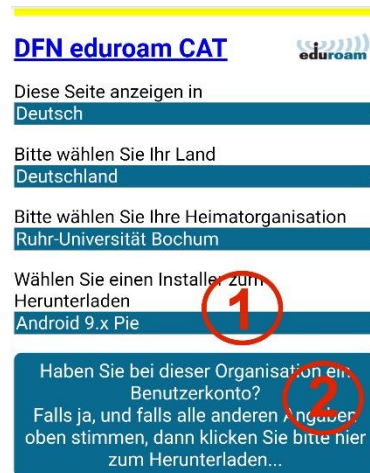 DFN eduroam CAT
eduroam
Diese Seite anzeigen in
Deutsch
Bitte wählen Sie Ihr Land
Deutschland
Bitte wählen Sie Ihre Heimatorganisation
Ruhr-Universität Bochum
Wählen Sie einen Installer zum
Herunterladen
Android 9.x Pie
1
Haben Sie bei dieser Organisation ein
Benutzerkonto?
Falls ja, und falls alle anderen Angaben
oben stimmen, dann klicken Sie bitte hier
zum Herunterladen...
2